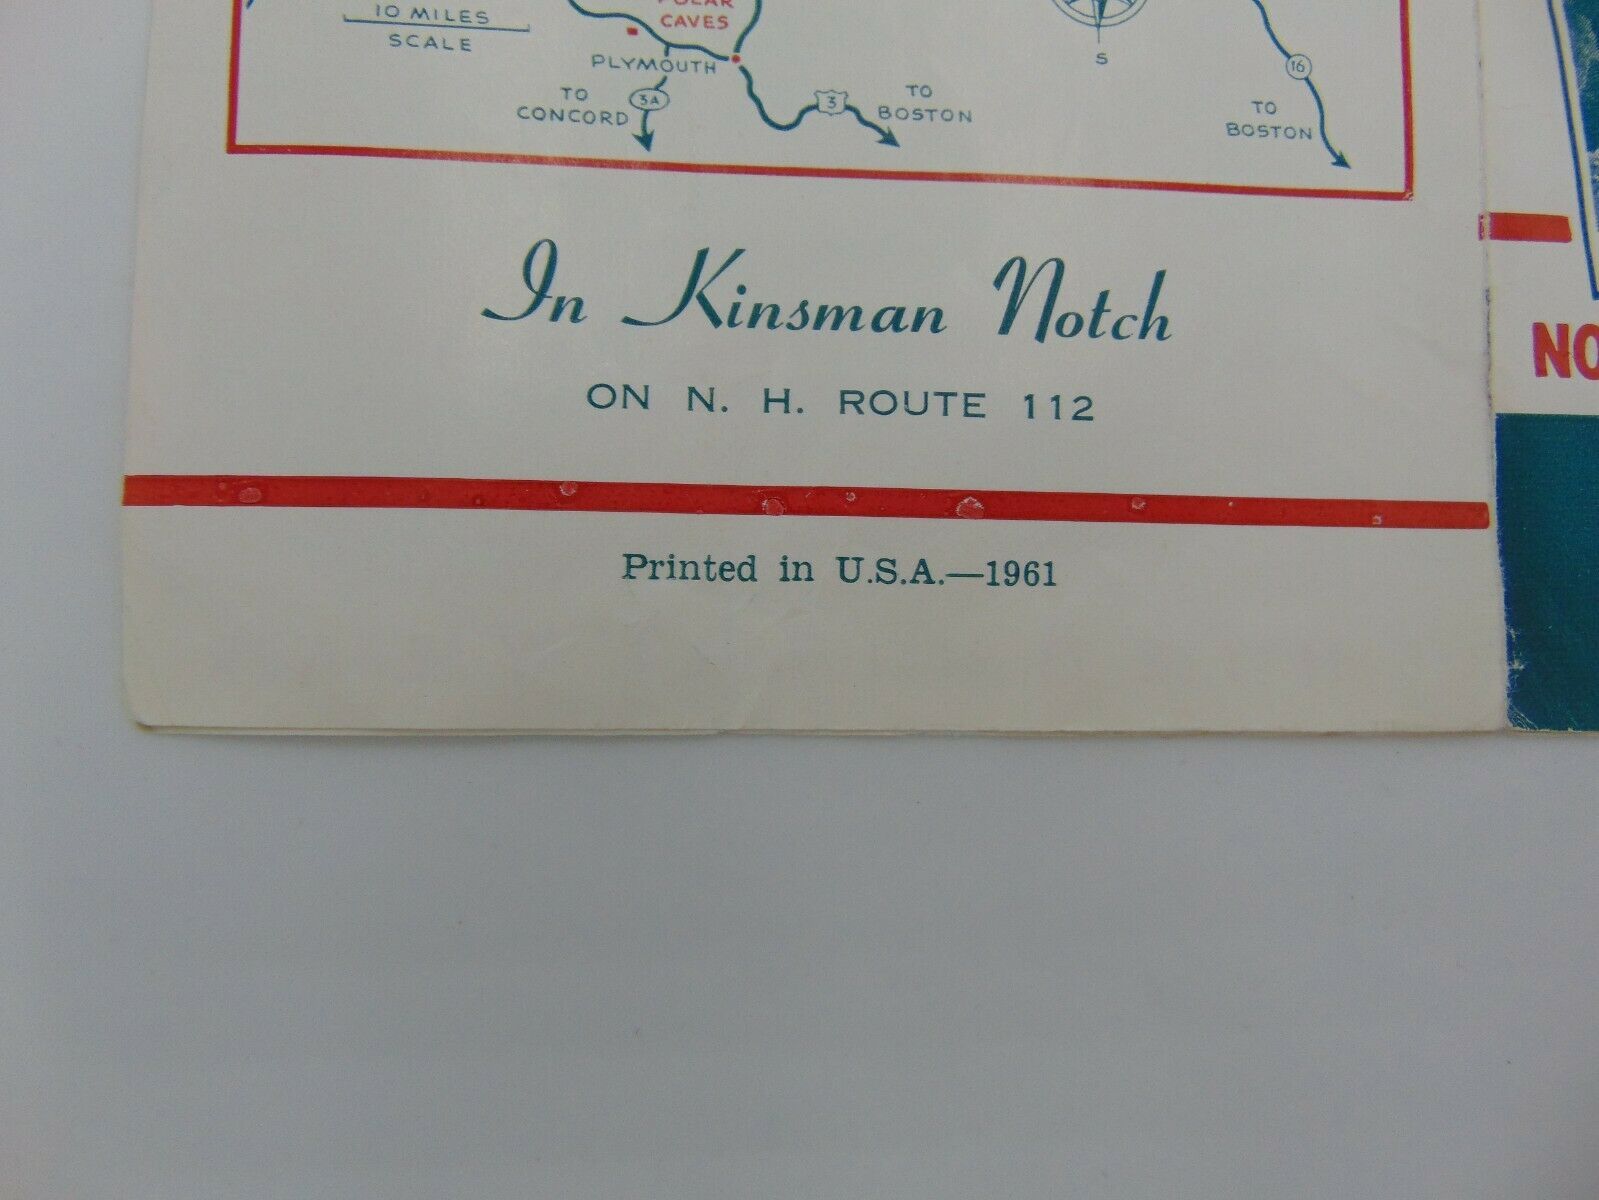 10 MILES
SCALE
POLAR
CAVES
PLYMOUTH
TO
CONCORD
3A
3
TO
BOSTON
S
16
TO
BOSTON
In Kinsman Notch
ON N. H. ROUTE 112
Printed in U.S.A.—1961
NO